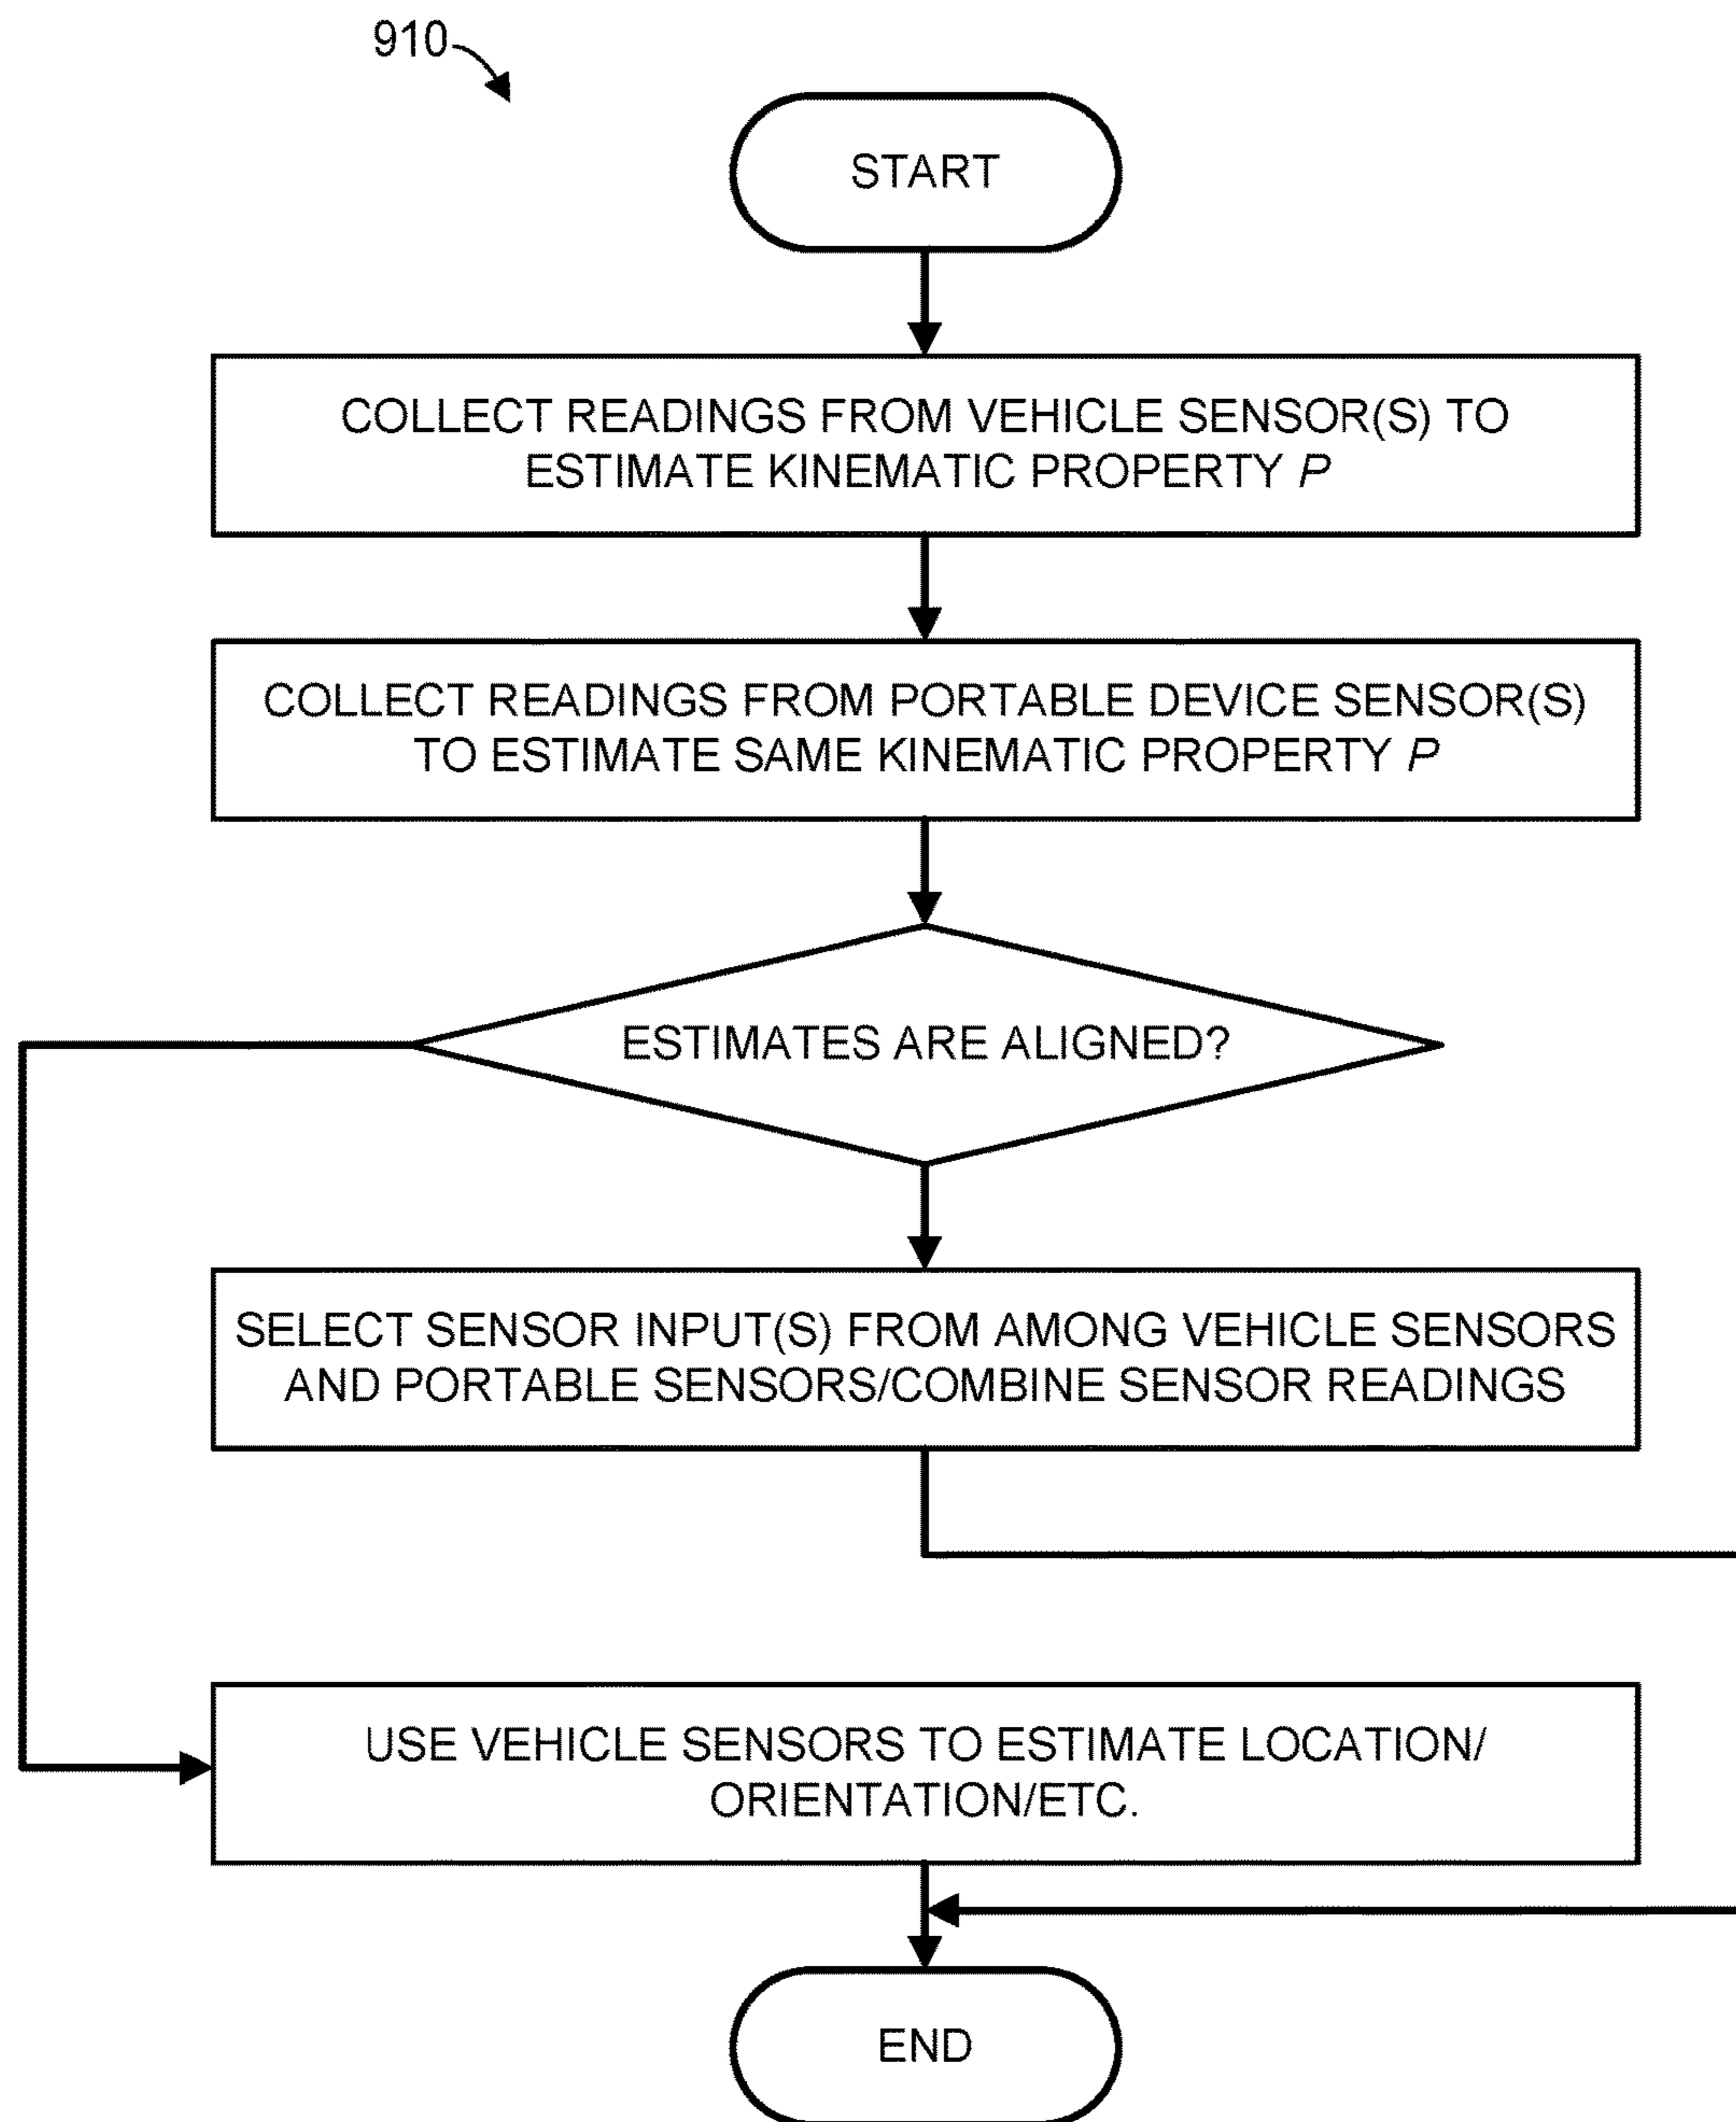 910
START
COLLECT READINGS FROM VEHICLE SENSOR(S) TO
ESTIMATE KINEMATIC PROPERTY P
COLLECT READINGS FROM PORTABLE DEVICE SENSOR(S)
TO ESTIMATE SAME KINEMATIC PROPERTY P
ESTIMATES ARE ALIGNED?
SELECT SENSOR INPUT(S) FROM AMONG VEHICLE SENSORS
AND PORTABLE SENSORS/COMBINE SENSOR READINGS
USE VEHICLE SENSORS TO ESTIMATE LOCATION/
ORIENTATION/ETC.
END